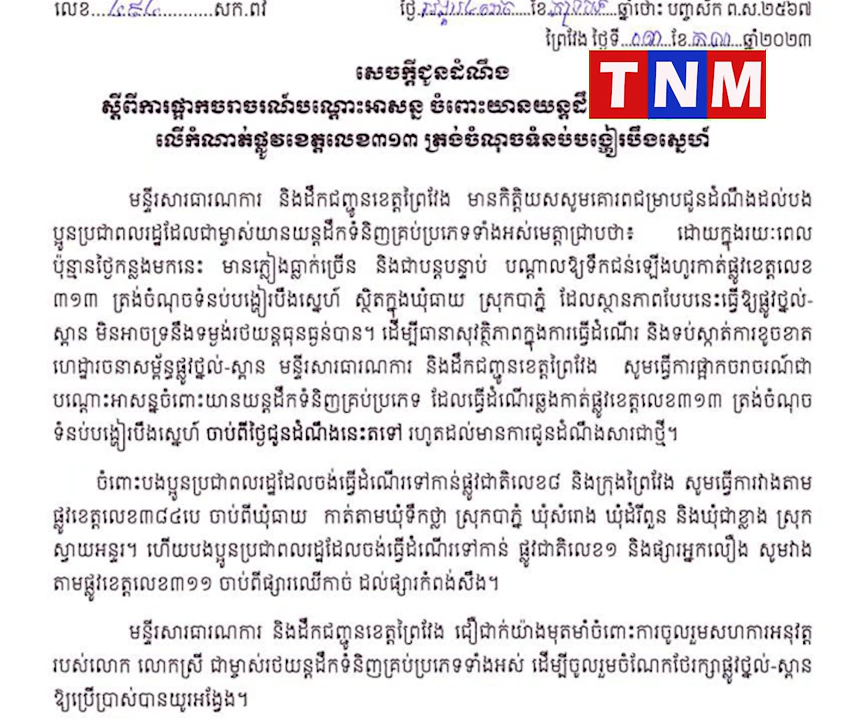 លេខ...៤៩៤...........សក.ពវ
ថ្ងៃ...ខែ...ឆ្នាំថោះ បញ្ចស័ក ព.ស.២៥៦៧
ព្រៃវែង ថ្ងៃទី...ខែ...ឆ្នាំ២០២៣
សេចក្ដីជូនដំណឹង
ស្ដីពីការផ្អាកចរាចរណ៍បណ្ដោះអាសន្ន ចំពោះយានយន្តដឹ
TNM
លើកំណាត់ផ្លូវខេត្តលេខ៣១៣ ត្រង់ចំណុចទំនប់បង្ហៀរបឹងស្នេហ៍
មន្ទីរសារធារណការ និងដឹកជញ្ជូនខេត្តព្រៃវែង មានកិត្តិយសសូមគោរពជម្រាបជូនដំណឹងដល់បង
ប្អូនប្រជាពលរដ្ឋដែលជាម្ចាស់យានយន្តដឹកទំនិញគ្រប់ប្រភេទទាំងអស់មេត្តាជ្រាបថា៖ ដោយក្នុងរយៈពេល
ប៉ុន្មានថ្ងៃកន្លងមកនេះ មានភ្លៀងធ្លាក់ច្រើន និងជាបន្តបន្ទាប់ បណ្ដាលឱ្យទឹកជន់ឡើងហូរកាត់ផ្លូវខេត្តលេខ
៣១៣ ត្រង់ចំណុចទំនប់បង្ហៀរបឹងស្នេហ៍ ស្ថិតក្នុងឃុំធាយ ស្រុកបាភ្នំ ដែលស្ថានភាពបែបនេះធ្វើឱ្យផ្លូវថ្នល់-
ស្ពាន មិនអាចទ្រនឹងទម្ងន់រថយន្តធុនធ្ងន់បាន។ ដើម្បីធានាសុវត្ថិភាពក្នុងការធ្វើដំណើរ និងទប់ស្កាត់ការខូចខាត
ហេដ្ឋារចនាសម្ព័ន្ធផ្លូវថ្នល់-ស្ពាន មន្ទីរសារធារណការ និងដឹកជញ្ជូនខេត្តព្រៃវែង សូមធ្វើការផ្អាកចរាចរណ៍ជា
បណ្ដោះអាសន្នចំពោះយានយន្តដឹកទំនិញគ្រប់ប្រភេទ ដែលធ្វើដំណើរឆ្លងកាត់ផ្លូវខេត្តលេខ៣១៣ ត្រង់ចំណុច
ទំនប់បង្ហៀរបឹងស្នេហ៍ ចាប់ពីថ្ងៃជូនដំណឹងនេះតទៅ រហូតដល់មានការជូនដំណឹងសារជាថ្មី។
ចំពោះបងប្អូនប្រជាពលរដ្ឋដែលចង់ធ្វើដំណើរទៅកាន់ផ្លូវជាតិលេខ៨ និងក្រុងព្រៃវែង សូមធ្វើការវាងតាម
ផ្លូវខេត្តលេខ៣៨៤បេ ចាប់ពីឃុំធាយ កាត់តាមឃុំទឹកថ្លា ស្រុកបាភ្នំ ឃុំសំរោង ឃុំដំរីពួន និងឃុំជាខ្លាង ស្រុក
ស្វាយអន្ទរ។ ហើយបងប្អូនប្រជាពលរដ្ឋដែលចង់ធ្វើដំណើរទៅកាន់ ផ្លូវជាតិលេខ១ និងផ្សារអ្នកលឿង សូមវាង
តាមផ្លូវខេត្តលេខ៣១១ ចាប់ពីផ្សារឈើកាច់ ដល់ផ្សារកំពង់សឹង។
មន្ទីរសារធារណការ និងដឹកជញ្ជូនខេត្តព្រៃវែង ជឿជាក់យ៉ាងមុតមាំចំពោះការចូលរួមសហការអនុវត្ត
របស់លោក លោកស្រី ជាម្ចាស់រថយន្តដឹកទំនិញគ្រប់ប្រភេទទាំងអស់ ដើម្បីចូលរួមចំណែកថែរក្សាផ្លូវថ្នល់-ស្ពាន
ឱ្យប្រើប្រាស់បានយូរអង្វែង។